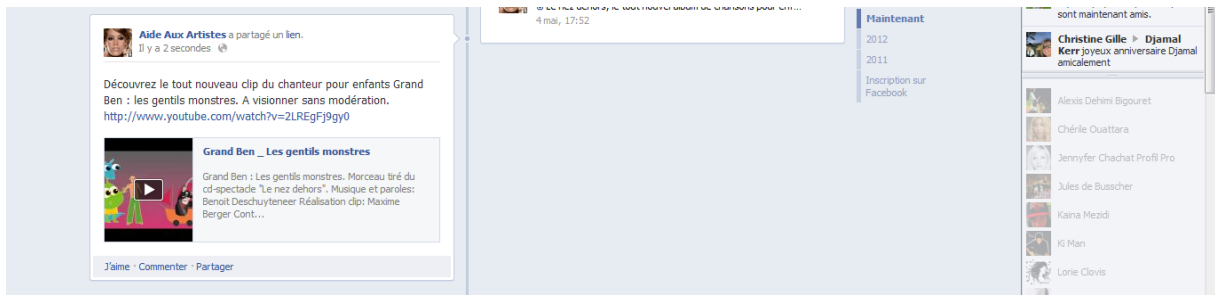 Aide Aux Artistes a partagé un lien.
Il y a 2 secondes
Découvrez le tout nouveau clip du chanteur pour enfants Grand
Ben : les gentils monstres. A visionner sans modération.
http://www.youtube.com/watch?v=2LREgFj9gy0
Grand Ben _ Les gentils monstres
Grand Ben : Les gentils monstres. Morceau tiré du
cd-spectacle "Le nez dehors". Musique et paroles:
Benoit Deschuyteneer Réalisation clip: Maxime
Berger Cont...
J'aime · Commenter · Partager
4 mai, 17:52
Maintenant
2012
2011
Inscription sur
Facebook
sont maintenant amis.
Christine Gille ▶ Djamal
Kerr joyeux anniversaire Djamal
amicalement
Alexis Dehimi Bigouret
Chérile Ouattara
Jennyfer Chachat Profil Pro
Jules de Busscher
Kaina Mezidi
Ki Man
Lorie Clovis